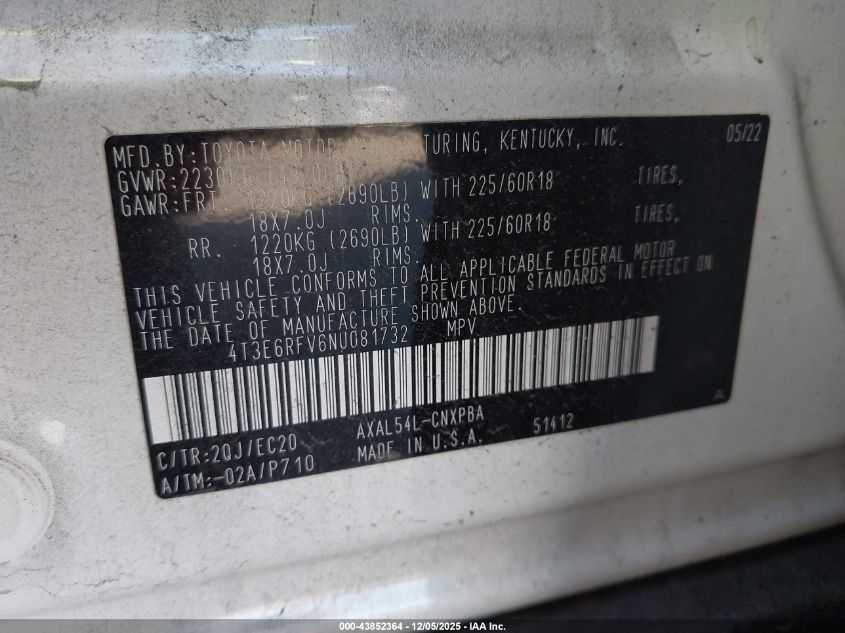 MFD.BY:TOYOTA MOTOR MANUFACTURING, KENTUCKY, INC. 05/22
GVWR:2230KG (4920LB)
GAWR:FRT. 1220KG (2690LB) WITH 225/60R18 TIRES,
18X7.0J RIMS.
RR. 1220KG (2690LB) WITH 225/60R18 TIRES,
18X7.0J RIMS.
THIS VEHICLE CONFORMS TO ALL APPLICABLE FEDERAL MOTOR
VEHICLE SAFETY AND THEFT PREVENTION STANDARDS IN EFFECT ON
THE DATE OF MANUFACTURE SHOWN ABOVE.
4T3E6RFV6NU081732 MPV
A
AXAL54L-CNXPBA 51412
C/TR:2QJ/EC20 MADE IN U.S.A.
A/TM:-02A/P710
000-43852364 | 12/05/2025 | IAA Inc.